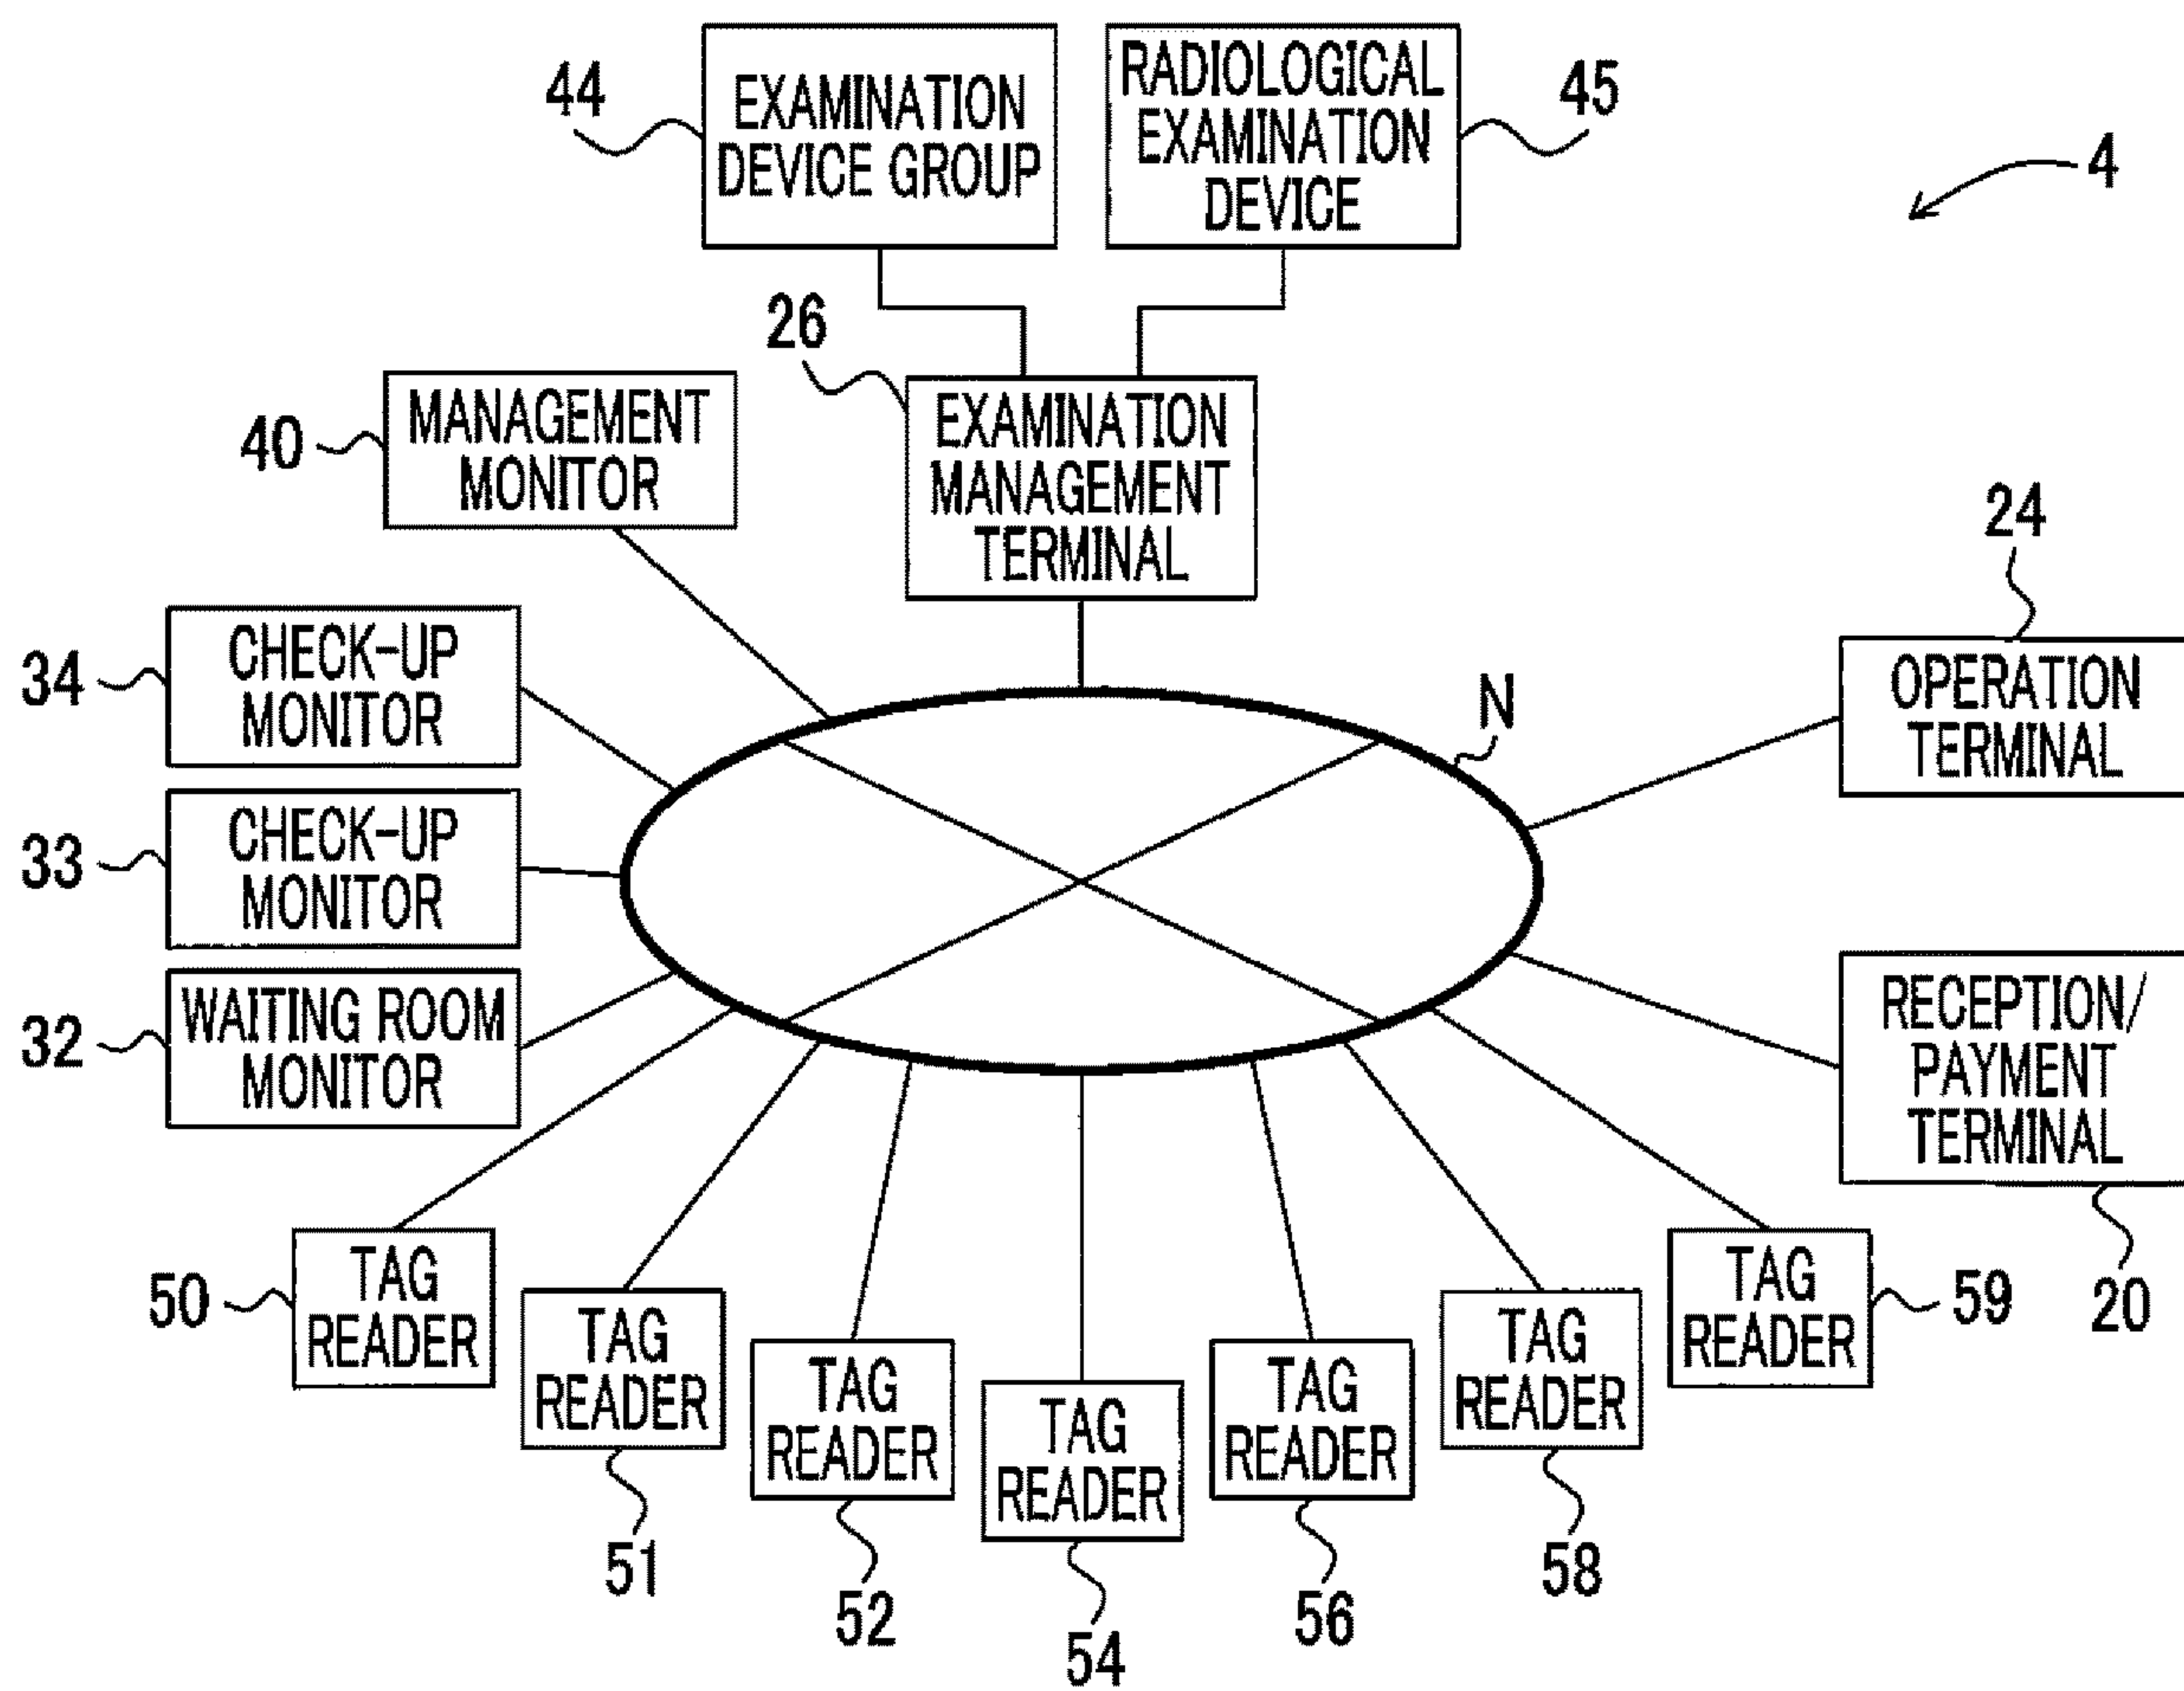 44
EXAMINATION
DEVICE GROUP
RADIOLOGICAL
EXAMINATION
DEVICE
45
4
26
EXAMINATION
MANAGEMENT
TERMINAL
40
MANAGEMENT
MONITOR
24
OPERATION
TERMINAL
34
CHECK-UP
MONITOR
N
33
CHECK-UP
MONITOR
32
WAITING ROOM
MONITOR
RECEPTION/
PAYMENT
TERMINAL
20
50
TAG
READER
51
TAG
READER
52
TAG
READER
54
TAG
READER
56
TAG
READER
58
TAG
READER
59
TAG
READER